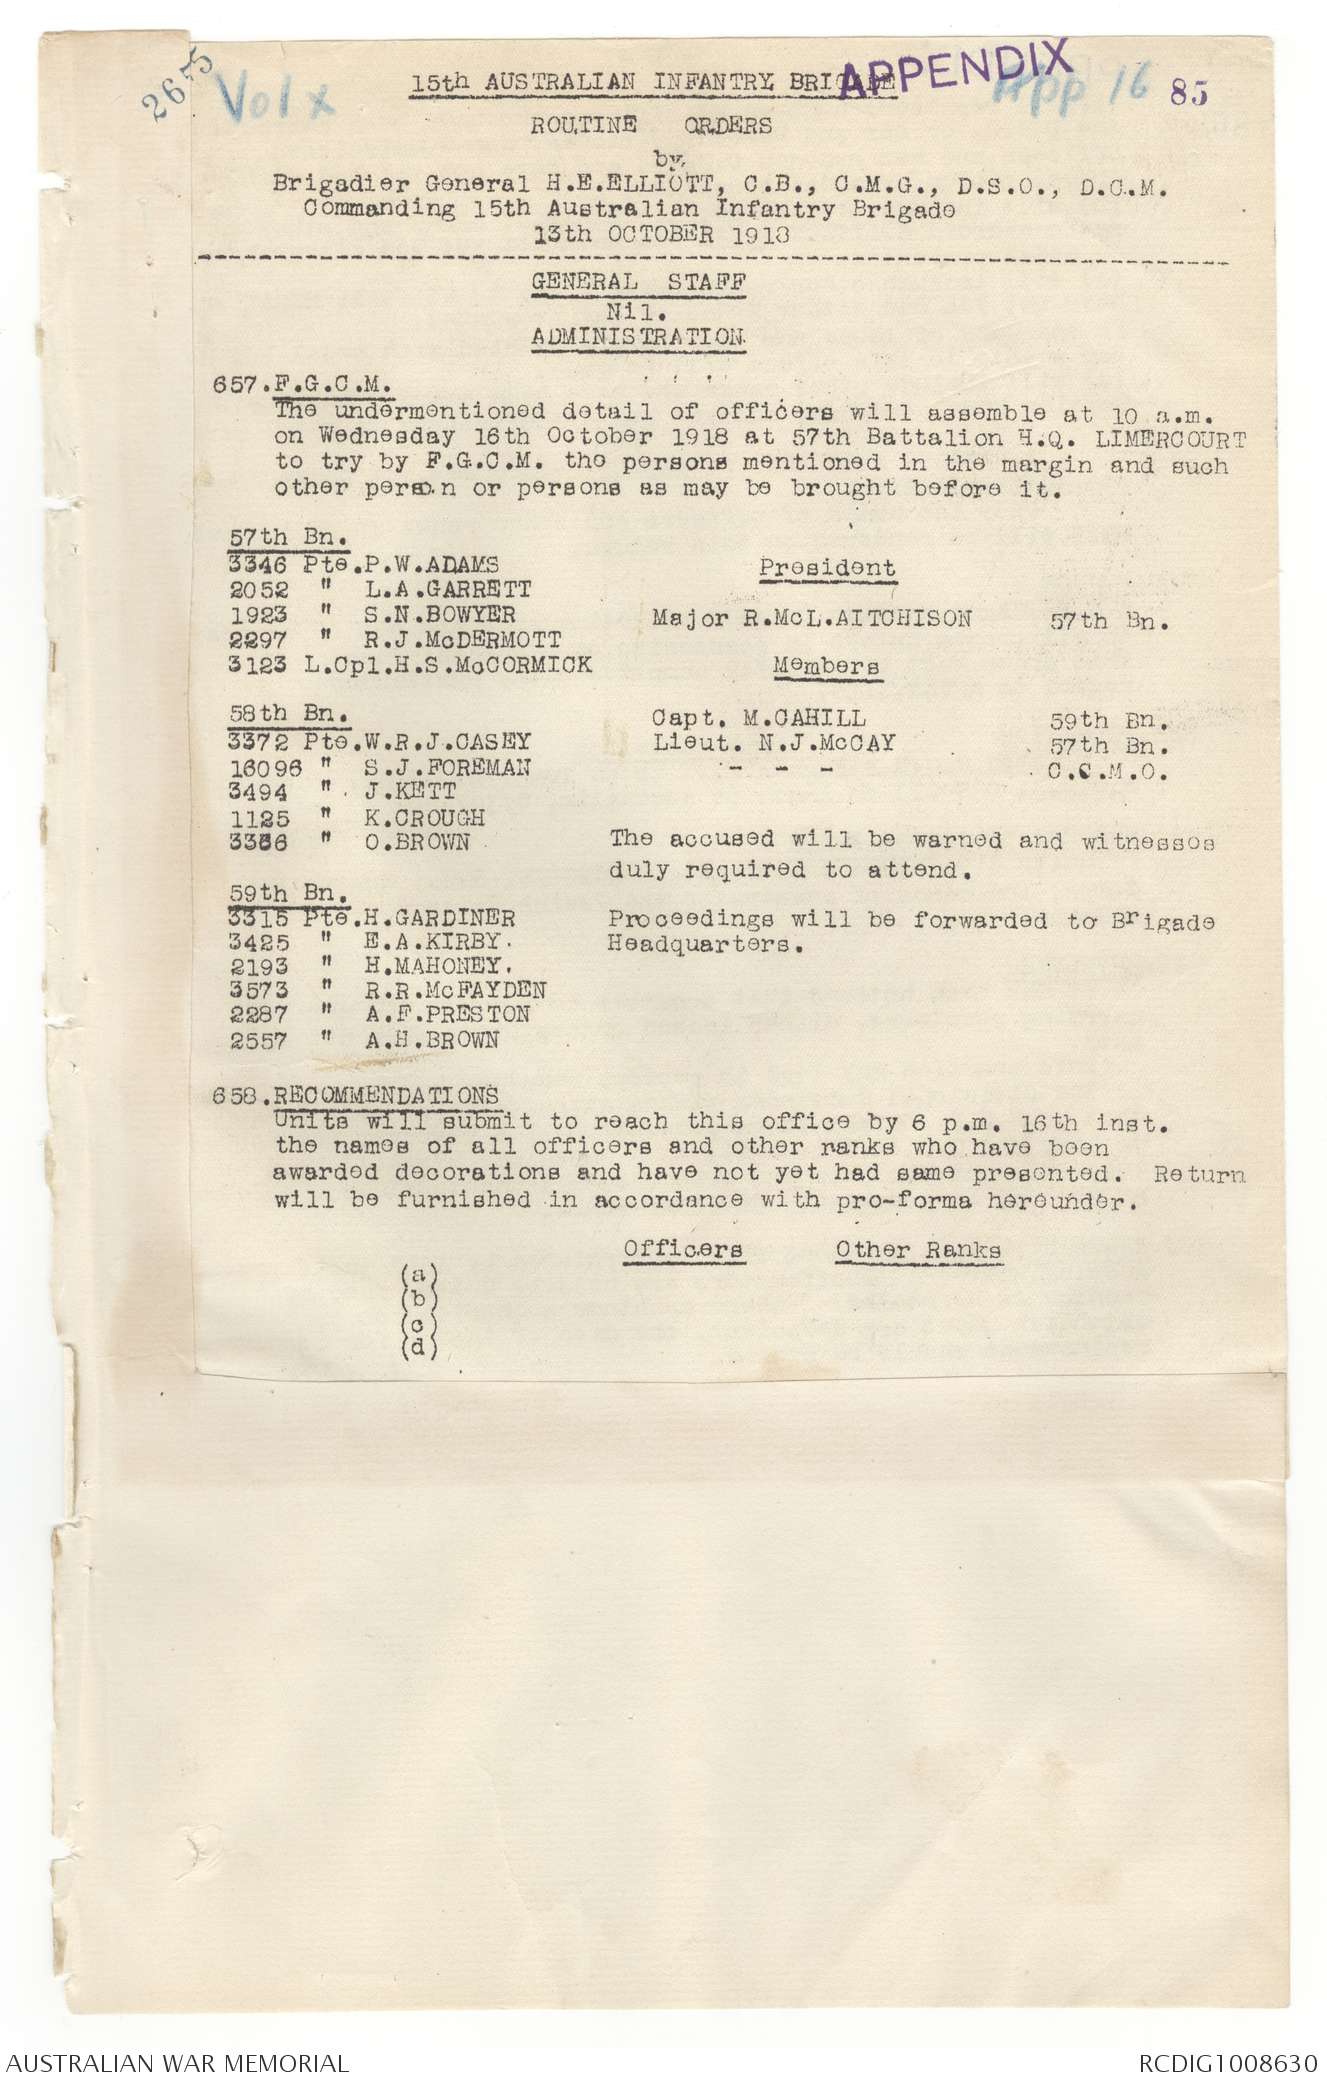 2655
Vol x
APPENDIX
App 16
85
15th AUSTRALIAN INFANTRY BRIGADE
ROUTINE ORDERS
by
Brigadier General H.E.ELLIOTT, C.B., C.M.G., D.S.O., D.C.M.
Commanding 15th Australian Infantry Brigade
13th OCTOBER 1918
GENERAL STAFF
Nil.
ADMINISTRATION
657.F.G.C.M.
The undermentioned detail of officers will assemble at 10 a.m.
on Wednesday 16th October 1918 at 57th Battalion H.Q. LIMERCOURT
to try by F.G.C.M. the persons mentioned in the margin and such
other person or persons as may be brought before it.
57th Bn.
3346 Pte.P.W.ADAMS
2052 " L.A.GARRETT
1923 " S.N.BOWYER
2297 " R.J.McDERMOTT
3123 L.Cpl.H.S.McCORMICK
58th Bn.
3372 Pte.W.R.J.CASEY
16096 " S.J.FOREMAN
3494 " J.KETT
1125 " K.CROUGH
3366 " O.BROWN
59th Bn.
3315 Pte.H.GARDINER
3425 " E.A.KIRBY.
2193 " H.MAHONEY.
3573 " R.R.McFAYDEN
2287 " A.F.PRESTON
2557 " A.H.BROWN
President
Major R.McL.AITCHISON 57th Bn.
Members
Capt. M.CAHILL 59th Bn.
Lieut. N.J.McCAY 57th Bn.
- - - C.C.M.O.
The accused will be warned and witnesses
duly required to attend.
Proceedings will be forwarded to Brigade
Headquarters.
658.RECOMMENDATIONS
Units will submit to reach this office by 6 p.m. 16th inst.
the names of all officers and other ranks who have been
awarded decorations and have not yet had same presented. Return
will be furnished in accordance with pro-forma hereunder.
Officers Other Ranks
(a)
(b)
(c)
(d)
AUSTRALIAN WAR MEMORIAL
RCDIG1008630